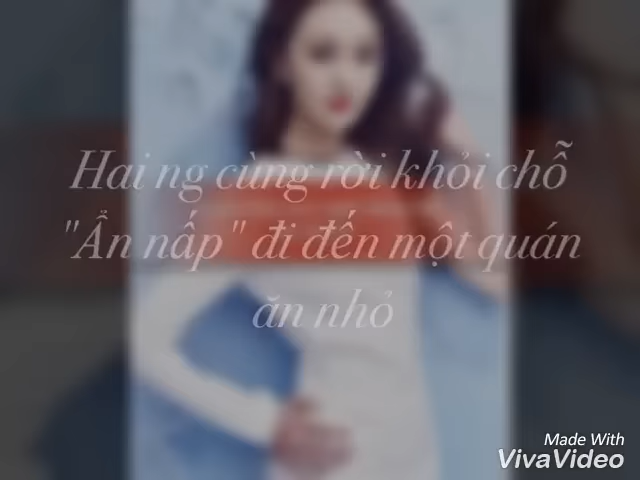 Hai ng cùng rời khỏi chỗ
"Ẩn nấp" đi đến một quán
ăn nhỏ
Made With
VivaVideo